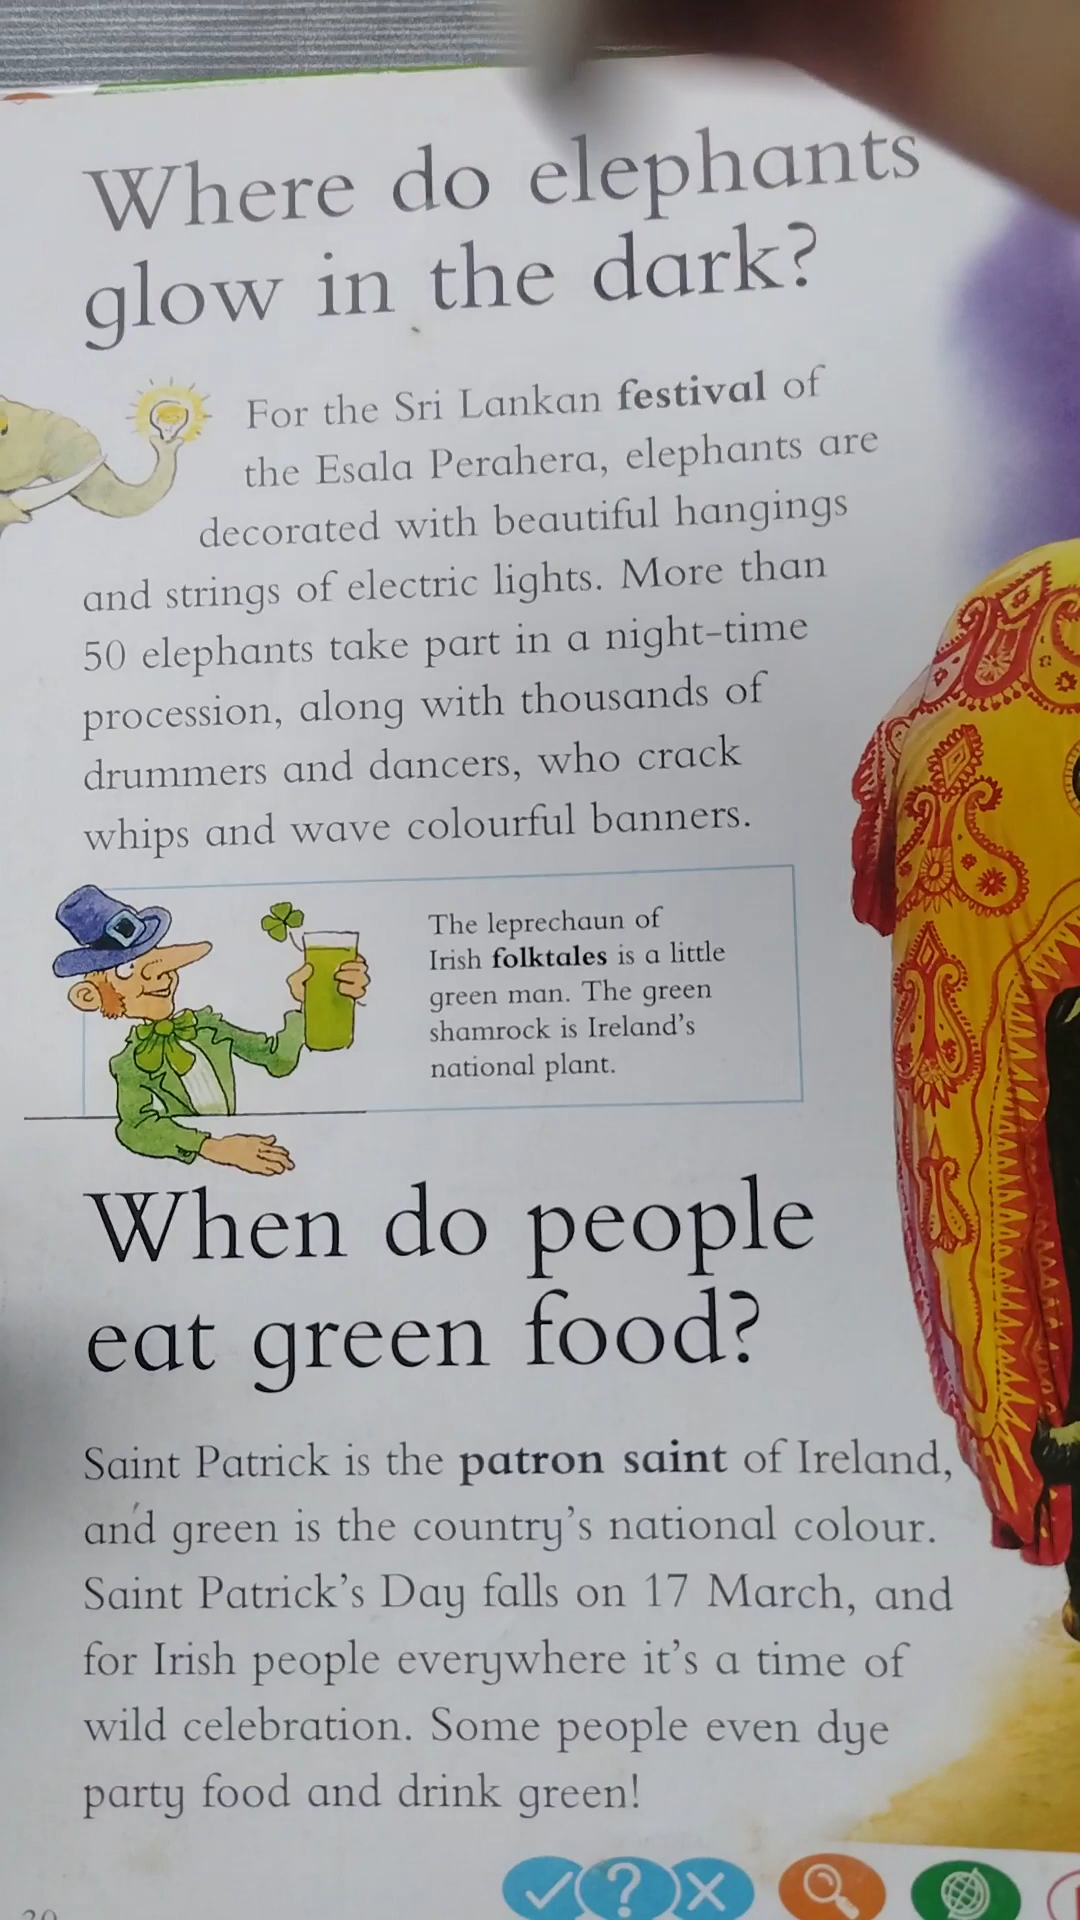 Where do elephants
glow in the dark?
For the Sri Lankan festival of
the Esala Perahera, elephants are
decorated with beautiful hangings
and strings of electric lights. More than
50 elephants take part in a night-time
procession, along with thousands of
drummers and dancers, who crack
whips and wave colourful banners.
The leprechaun of
Irish folktales is a little
green man. The green
shamrock is Ireland's
national plant.
When do people
eat green food?
Saint Patrick is the patron saint of Ireland,
and green is the country's national colour.
Saint Patrick's Day falls on 17 March, and
for Irish people everywhere it's a time of
wild celebration. Some people even dye
party food and drink green!